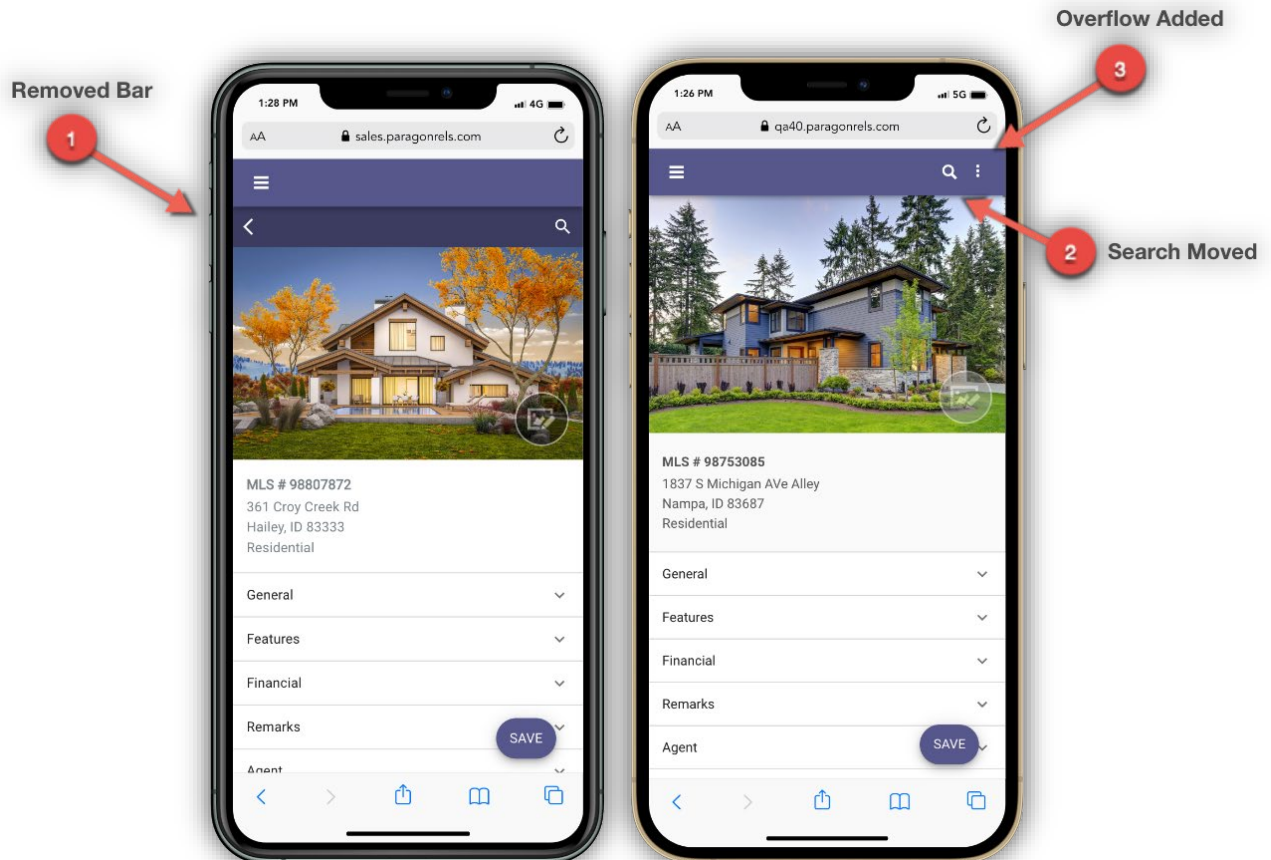 Overflow Added
3
Removed Bar
1
1:28 PM
4G
AA
sales.paragonrels.com
MLS # 98807872
361 Croy Creek Rd
Hailey, ID 83333
Residential
General
Features
Financial
Remarks
SAVE
Agent
1:26 PM
5G
AA
qa40.paragonrels.com
2
Search Moved
MLS # 98753085
1837 S Michigan AVe Alley
Nampa, ID 83687
Residential
General
Features
Financial
Remarks
Agent
SAVE